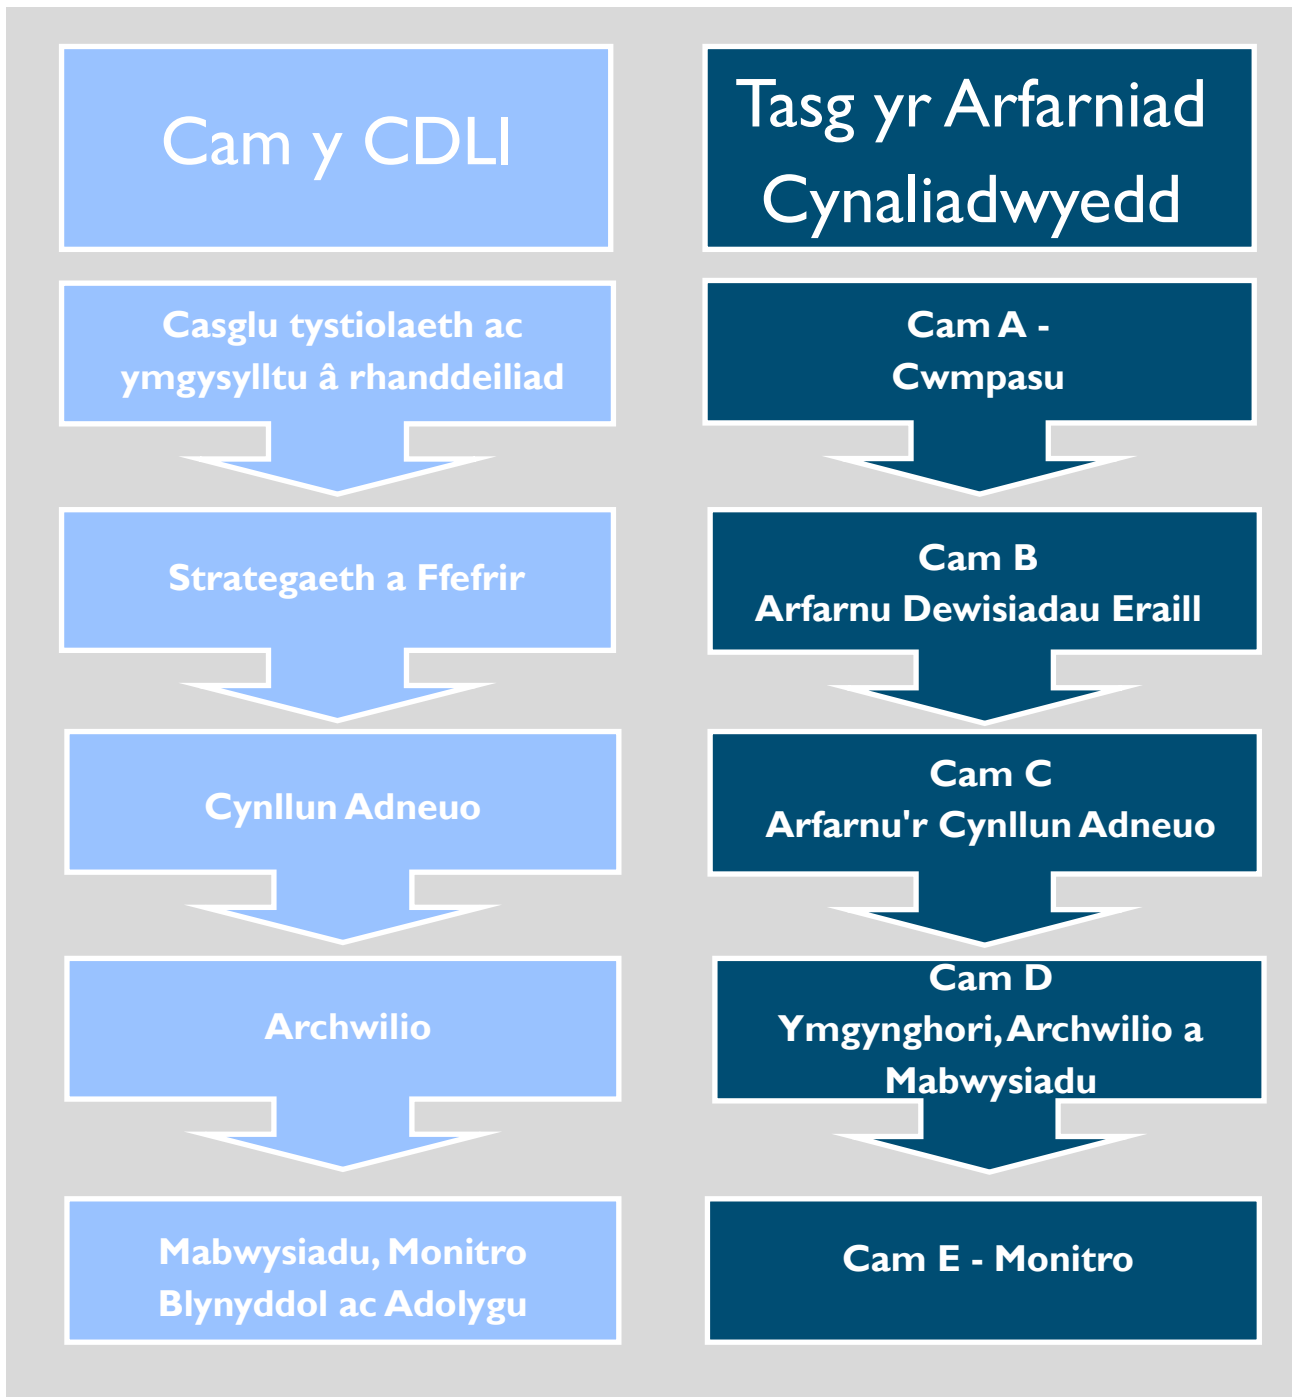 Cam y CDLl
Tasg yr Arfarniad
Cynaliadwyedd
Casglu tystiolaeth ac
ymgysylltu â rhanddeiliad
Cam A -
Cwmpasu
Strategaeth a Ffefrir
Cam B
Arfarnu Dewisiadau Eraill
Cynllun Adneuo
Cam C
Arfarnu'r Cynllun Adneuo
Archwilio
Cam D
Ymgynghori, Archwilio a
Mabwysiadu
Mabwysiadu, Monitro
Blynyddol ac Adolygu
Cam E - Monitro